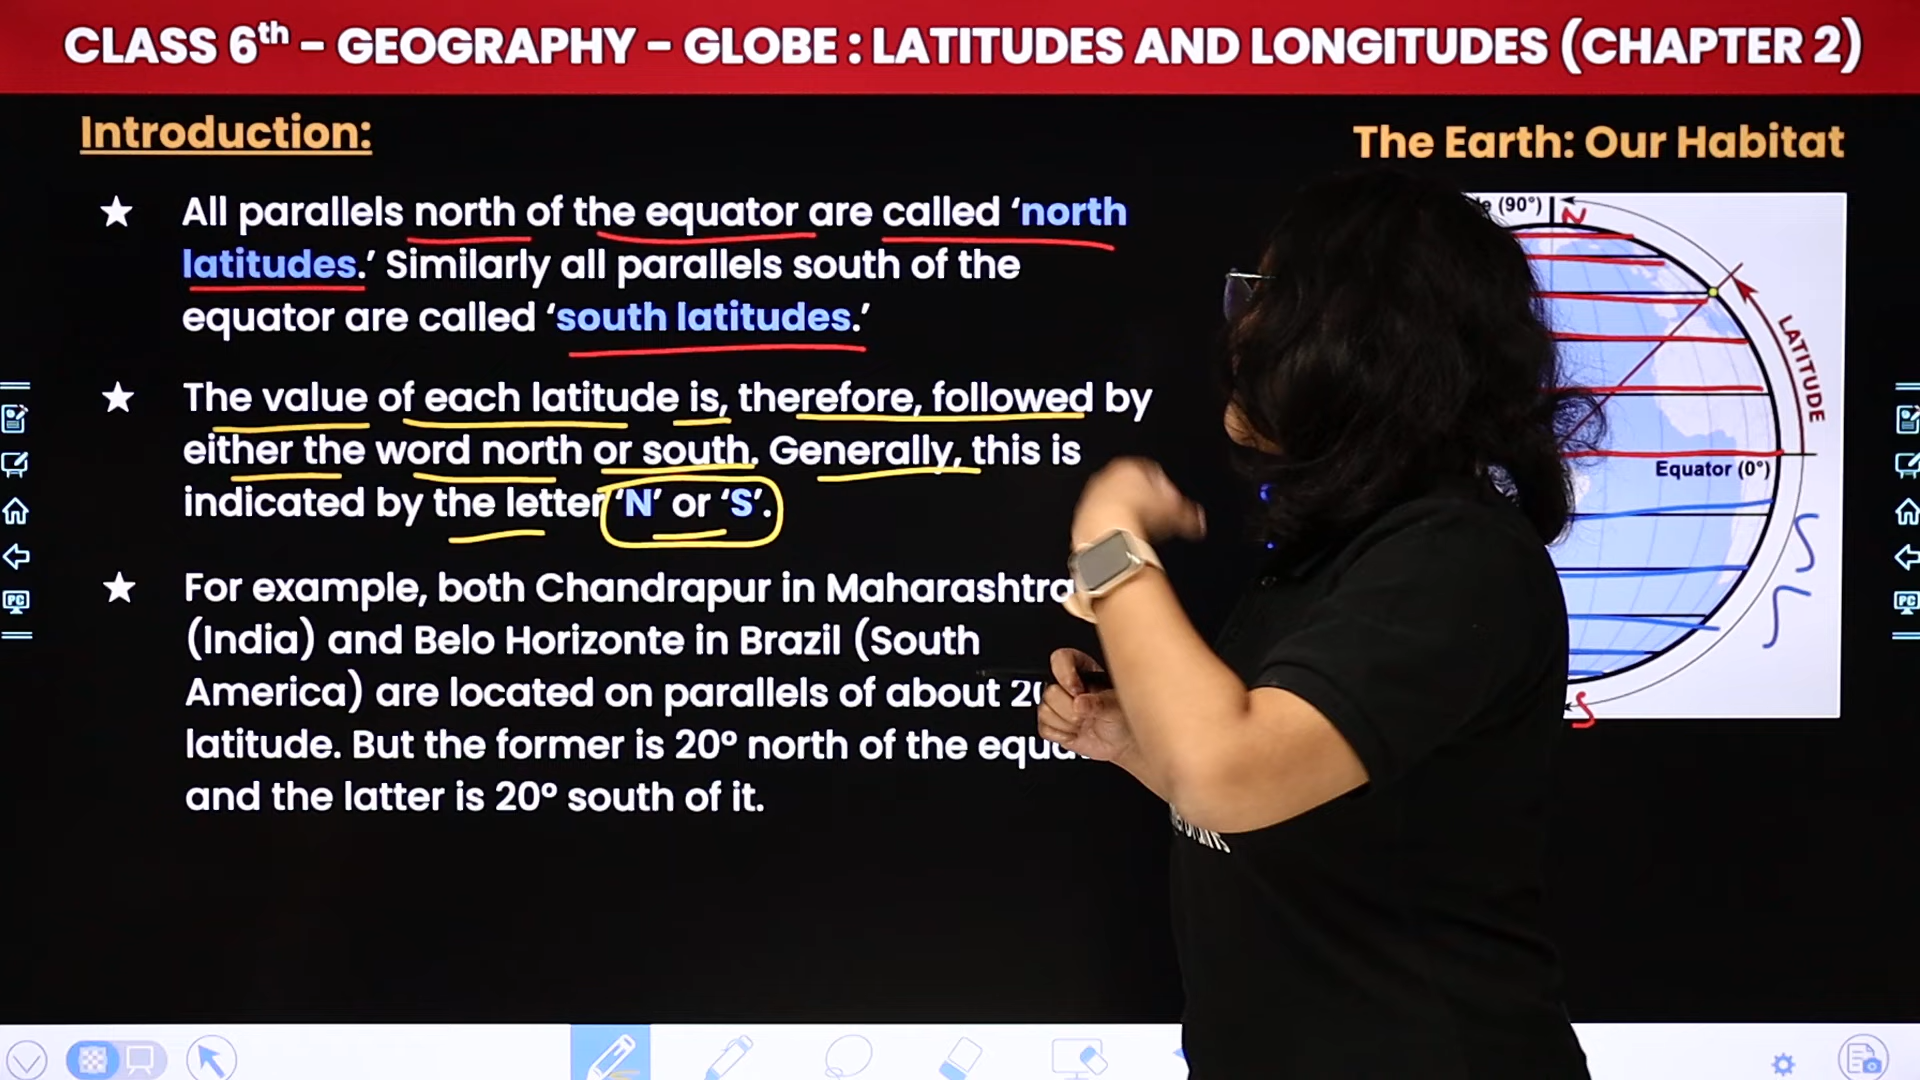 CLASS 6th - GEOGRAPHY - GLOBE : LATITUDES AND LONGITUDES (CHAPTER 2)
Introduction:
The Earth: Our Habitat
★ All parallels north of the equator are called ‘north
latitudes.’ Similarly all parallels south of the
equator are called ‘south latitudes.’
★ The value of each latitude is, therefore, followed by
either the word north or south. Generally, this is
indicated by the letter ‘N’ or ‘S’.
★ For example, both Chandrapur in Maharashtra
(India) and Belo Horizonte in Brazil (South
America) are located on parallels of about
latitude. But the former is 20° north of the
and the latter is 20° south of it.
(90°)
N
LATITUDE
Equator (0°)
S
PC
PC